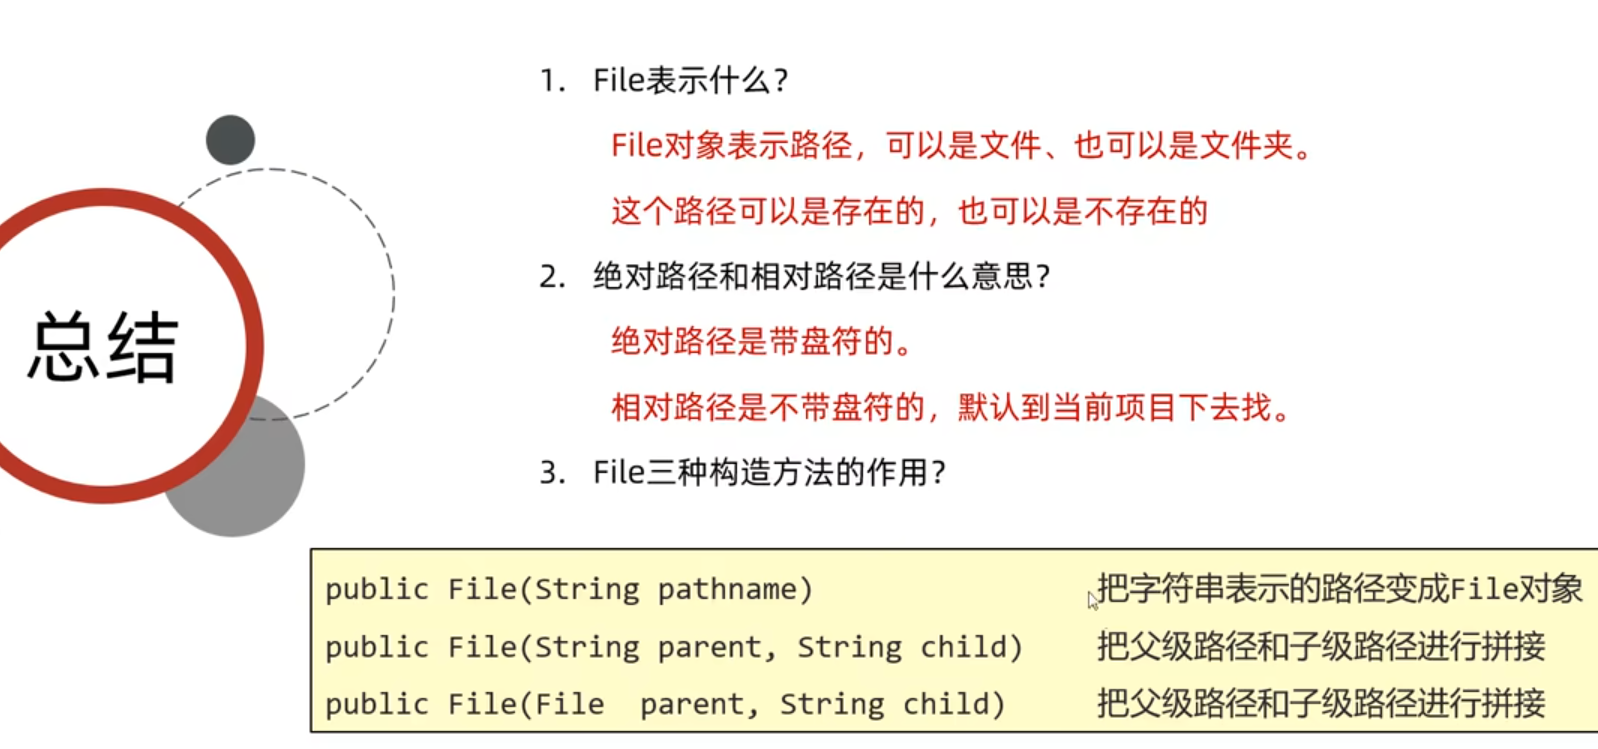 总结
1. File表示什么？
File对象表示路径，可以是文件、也可以是文件夹。
这个路径可以是存在的，也可以是不存在的
2. 绝对路径和相对路径是什么意思？
绝对路径是带盘符的。
相对路径是不带盘符的，默认到当前项目下去找。
3. File三种构造方法的作用？
public File(String pathname) 把字符串表示的路径变成File对象
public File(String parent, String child) 把父级路径和子级路径进行拼接
public File(File  parent, String child) 把父级路径和子级路径进行拼接